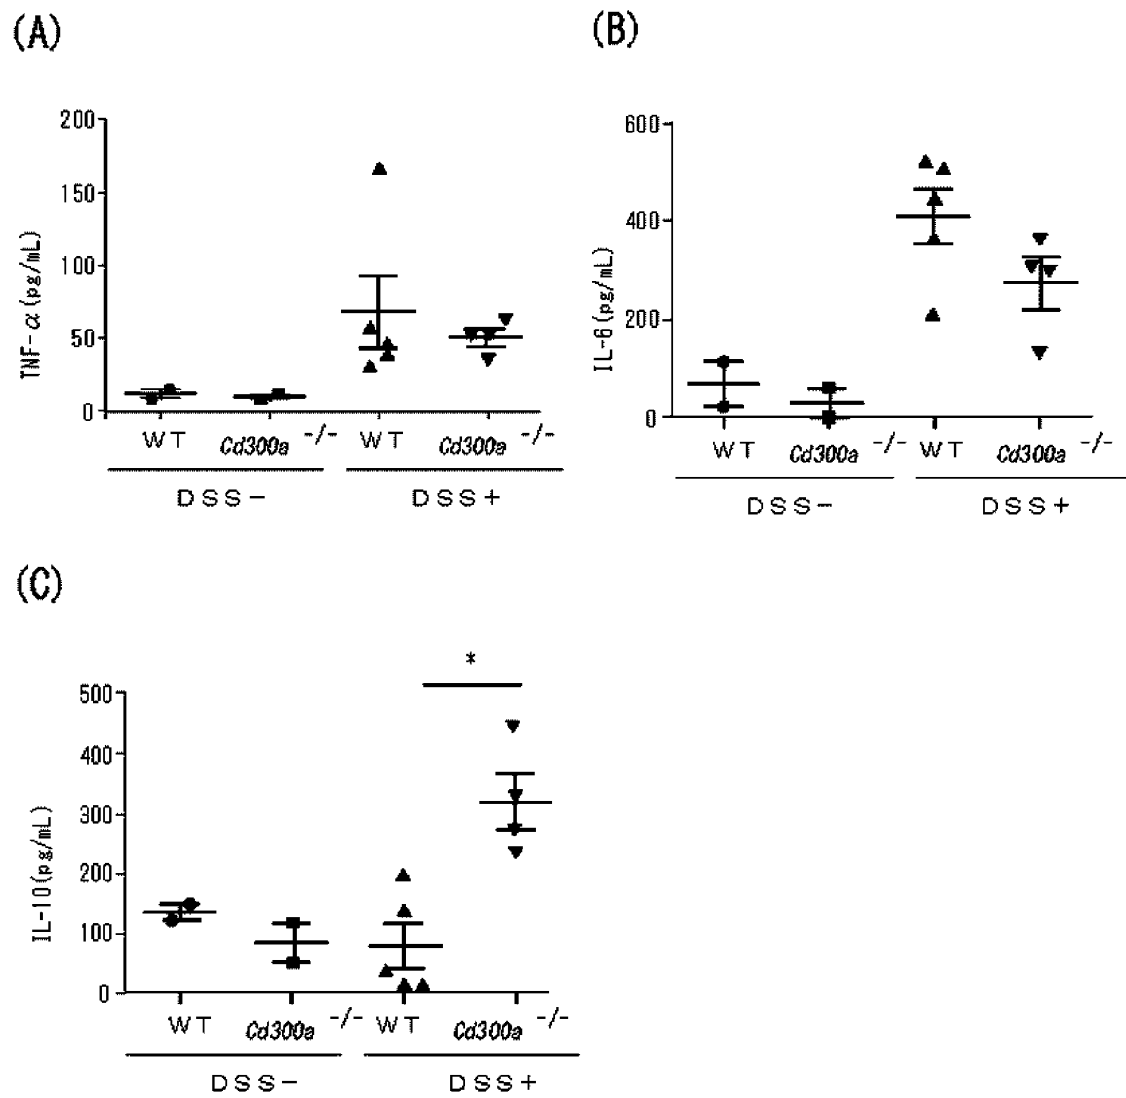 (A)
200
150
100
50
0
TNF-α(pg/mL)
WT Cd300a-/- WT Cd300a-/-
DSS- DSS+
(B)
600
400
200
0
IL-6(pg/mL)
WT Cd300a-/- WT Cd300a-/-
DSS- DSS+
(C)
*
500
400
300
200
100
0
IL-10(pg/mL)
WT Cd300a-/- WT Cd300a-/-
DSS- DSS+